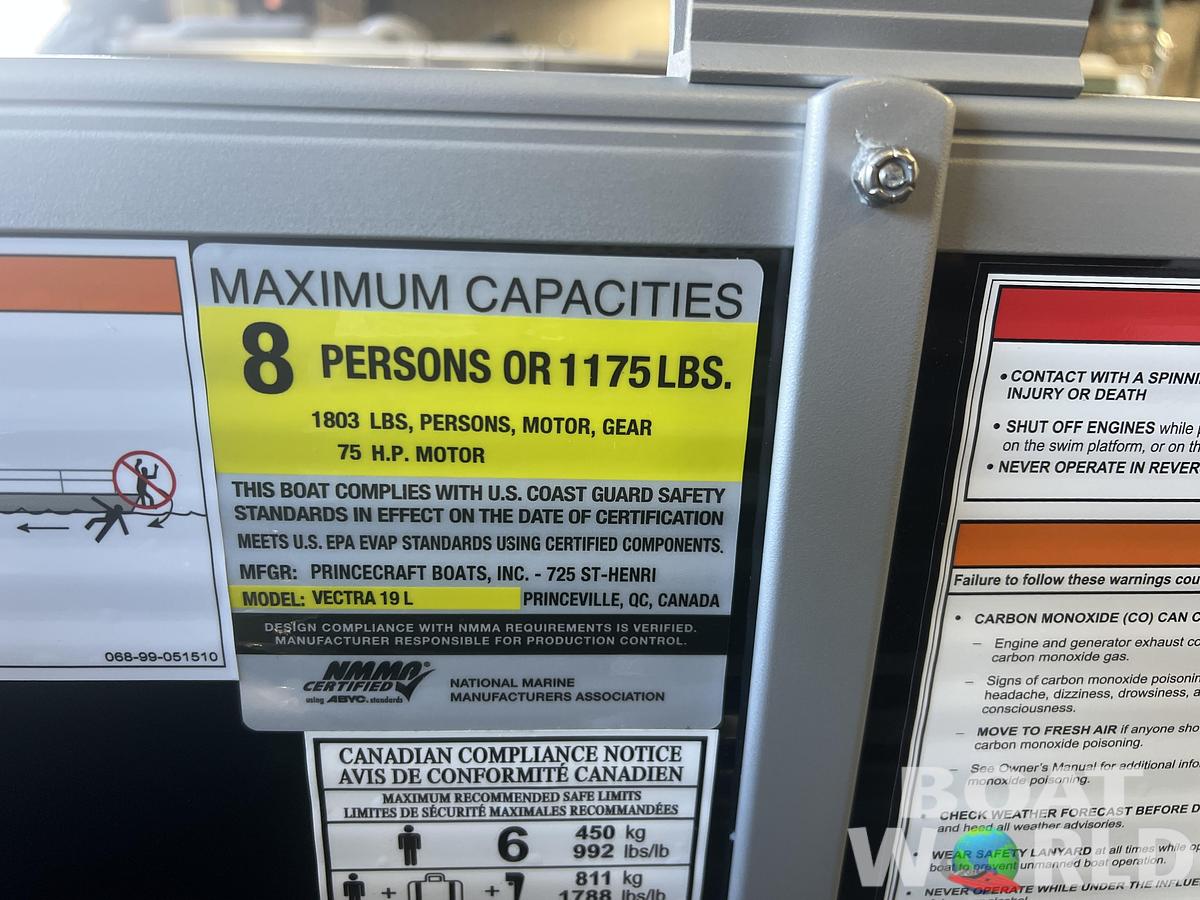 MAXIMUM CAPACITIES
8 PERSONS OR 1175 LBS.
1803 LBS, PERSONS, MOTOR, GEAR
75 H.P. MOTOR
THIS BOAT COMPLIES WITH U.S. COAST GUARD SAFETY
STANDARDS IN EFFECT ON THE DATE OF CERTIFICATION
MEETS U.S. EPA EVAP STANDARDS USING CERTIFIED COMPONENTS.
MFGR: PRINCECRAFT BOATS, INC. - 725 ST-HENRI
MODEL: VECTRA 19 L PRINCEVILLE, QC, CANADA
DESIGN COMPLIANCE WITH NMMA REQUIREMENTS IS VERIFIED.
MANUFACTURER RESPONSIBLE FOR PRODUCTION CONTROL.
NMMA
CERTIFIED
using ABYC. standards
NATIONAL MARINE
MANUFACTURERS ASSOCIATION
068-99-051510
CANADIAN COMPLIANCE NOTICE
AVIS DE CONFORMITÉ CANADIEN
MAXIMUM RECOMMENDED SAFE LIMITS
LIMITES DE SÉCURITÉ MAXIMALES RECOMMANDÉES
6 450 kg
992 lbs/lb
+ + 811 kg
1788 lbs/lb
• CONTACT WITH A
INJURY OR DEATH
• SHUT OFF ENGINES while
on the swim platform, or on
• NEVER OPERATE IN
Failure to follow these warnings
• CARBON MONOXIDE (CO) CAN
– Engine and generator exhaust
carbon monoxide gas.
– Signs of carbon monoxide
headache, dizziness, drowsiness,
consciousness.
– MOVE TO FRESH AIR if anyone
carbon monoxide poisoning.
– See Owner's Manual for additional
monoxide poisoning.
• CHECK WEATHER FORECAST BEFORE
and heed all weather advisories.
• WEAR SAFETY LANYARD at all times while
boat to prevent unmanned boat operation.
• NEVER OPERATE WHILE UNDER THE
BOAT
WORLD